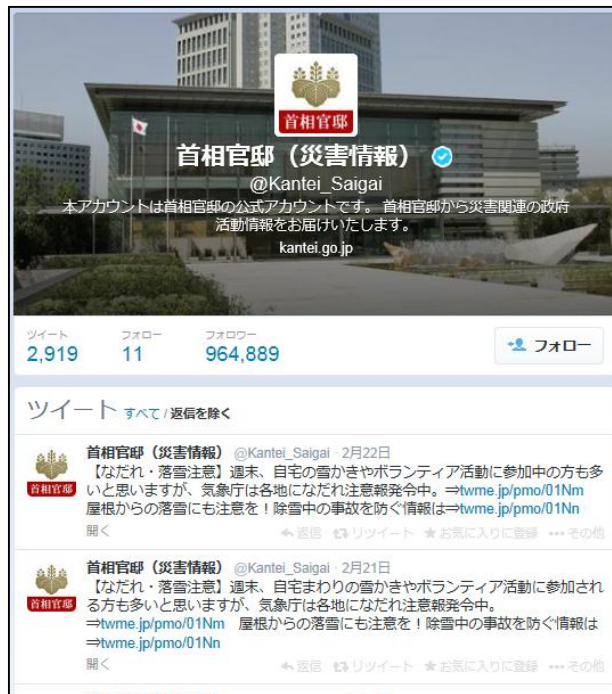 首相官邸
首相官邸（災害情報）
@Kantei_Saigai
本アカウントは首相官邸の公式アカウントです。首相官邸から災害関連の政府
活動情報をお届けいたします。
kantei.go.jp
ツイート フォロー フォロワー
2,919 11 964,889
フォロー
ツイート すべて / 返信を除く
首相官邸（災害情報） @Kantei_Saigai · 2月22日
【なだれ・落雪注意】週末、自宅の雪かきやボランティア活動に参加中の方も多
首相官邸
いと思いますが、気象庁は各地になだれ注意報発令中。⇒twme.jp/pmo/01Nm
屋根からの落雪にも注意を！除雪中の事故を防ぐ情報は⇒twme.jp/pmo/01Nn
開く 返信 リツイート お気に入りに登録 その他
首相官邸（災害情報） @Kantei_Saigai · 2月21日
【なだれ・落雪注意】週末、自宅まわりの雪かきやボランティア活動に参加され
首相官邸
る方も多いと思いますが、気象庁は各地になだれ注意報発令中。
⇒twme.jp/pmo/01Nm 屋根からの落雪にも注意を！除雪中の事故を防ぐ情報は
⇒twme.jp/pmo/01Nn
開く 返信 リツイート お気に入りに登録 その他